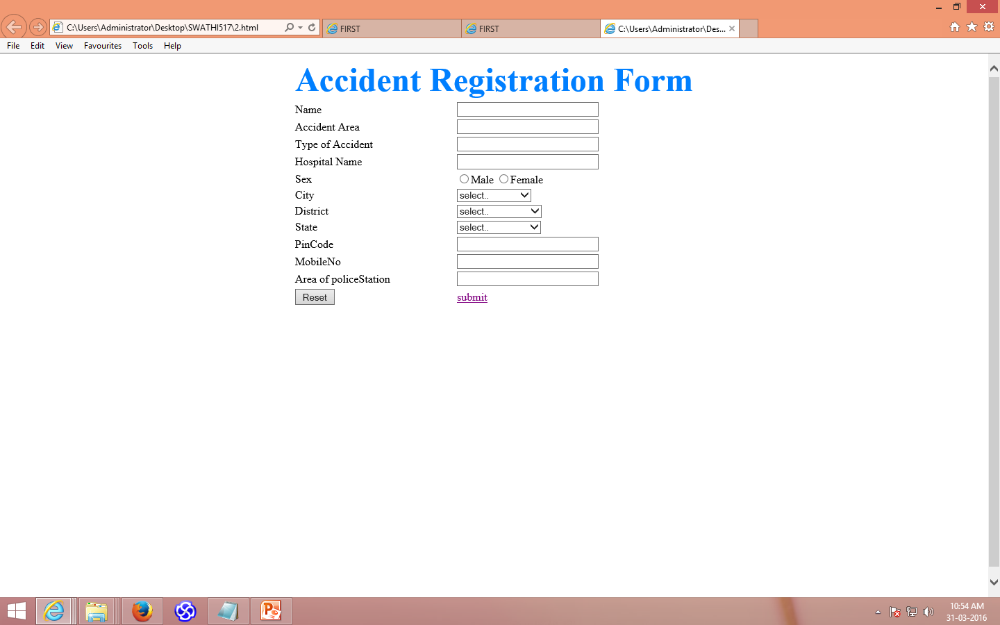 C:\Users\Administrator\Desktop\SWATHI517\2.html
FIRST
FIRST
C:\Users\Administrator\Des...
File Edit View Favourites Tools Help
Accident Registration Form
Name
Accident Area
Type of Accident
Hospital Name
Sex Male Female
City select..
District select..
State select..
PinCode
MobileNo
Area of policeStation
Reset submit
10:54 AM
31-03-2016